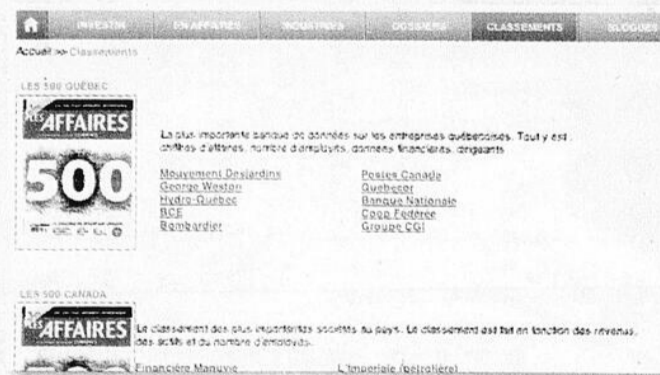 INVESTIR EN AFFAIRES INDUSTRIES DOSSIERS CLASSEMENTS BLOGUES
Accueil >> Classements
LES 500 QUÉBEC
LES AFFAIRES
500
La plus importante banque de données sur les entreprises québécoises. Tout y est :
chiffres d'affaires, nombre d'employés, données financières, dirigeants
Mouvement Desjardins
George Weston
Hydro-Québec
BCE
Bombardier
Postes Canada
Quebecor
Banque Nationale
Coop Fédérée
Groupe CGI
LES 500 CANADA
LES AFFAIRES
Le classement des plus importantes sociétés au pays. Le classement est fait en fonction des revenus,
des actifs et du nombre d'employés.
Financière Manuvie
L'Impériale (pétrolière)